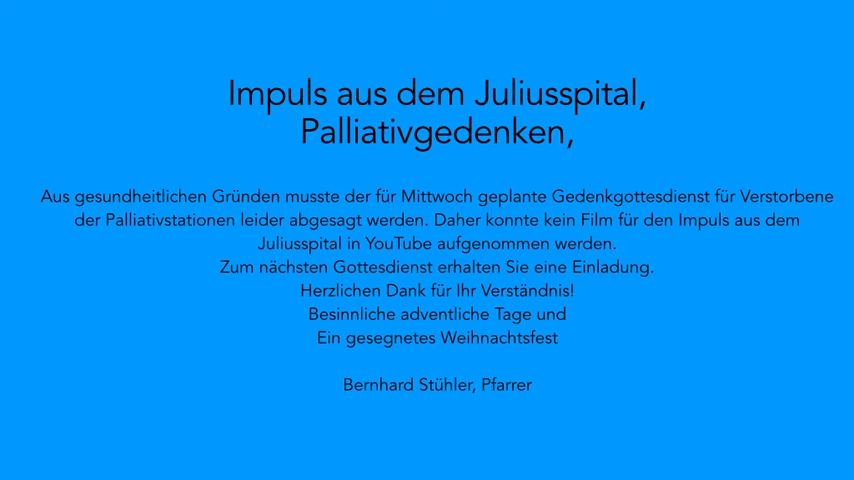 Impuls aus dem Juliusspital,
Palliativgedenken,
Aus gesundheitlichen Gründen musste der für Mittwoch geplante Gedenkgottesdienst für Verstorbene
der Palliativstationen leider abgesagt werden. Daher konnte kein Film für den Impuls aus dem
Juliusspital in YouTube aufgenommen werden.
Zum nächsten Gottesdienst erhalten Sie eine Einladung.
Herzlichen Dank für Ihr Verständnis!
Besinnliche adventliche Tage und
Ein gesegnetes Weihnachtsfest
Bernhard Stühler, Pfarrer